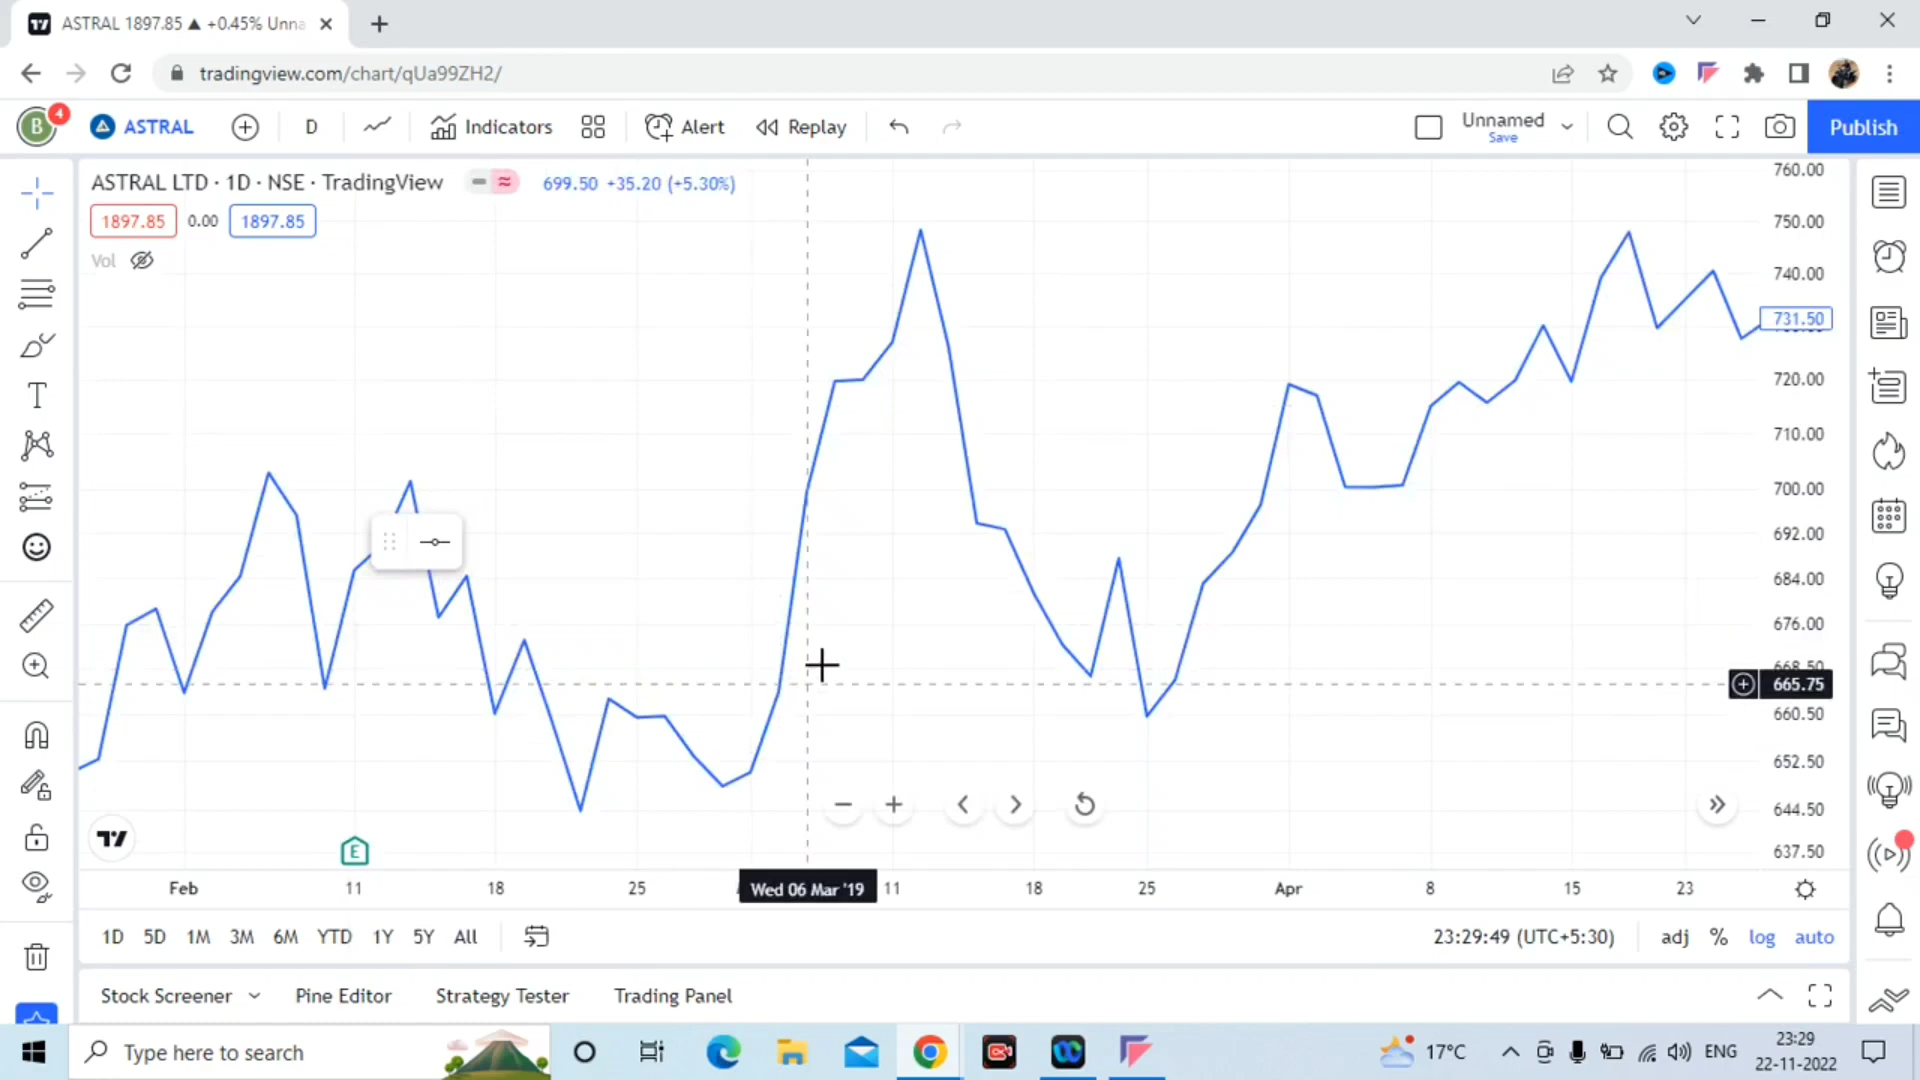 ASTRAL 1897.85 ▲ +0.45% Unna
tradingview.com/chart/qUa99ZH2/
B 4 ASTRAL D Indicators Alert Replay Unnamed Save Publish
ASTRAL LTD · 1D · NSE · TradingView 699.50 +35.20 (+5.30%)
1897.85 0.00 1897.85
Vol
760.00
750.00
740.00
731.50
720.00
710.00
700.00
692.00
684.00
676.00
668.50
665.75
660.50
652.50
644.50
637.50
E
Feb 11 18 25 Wed 06 Mar '19 11 18 25 Apr 8 15 23
1D 5D 1M 3M 6M YTD 1Y 5Y All 23:29:49 (UTC+5:30) adj % log auto
Stock Screener Pine Editor Strategy Tester Trading Panel
Type here to search 17°C ENG 23:29
22-11-2022